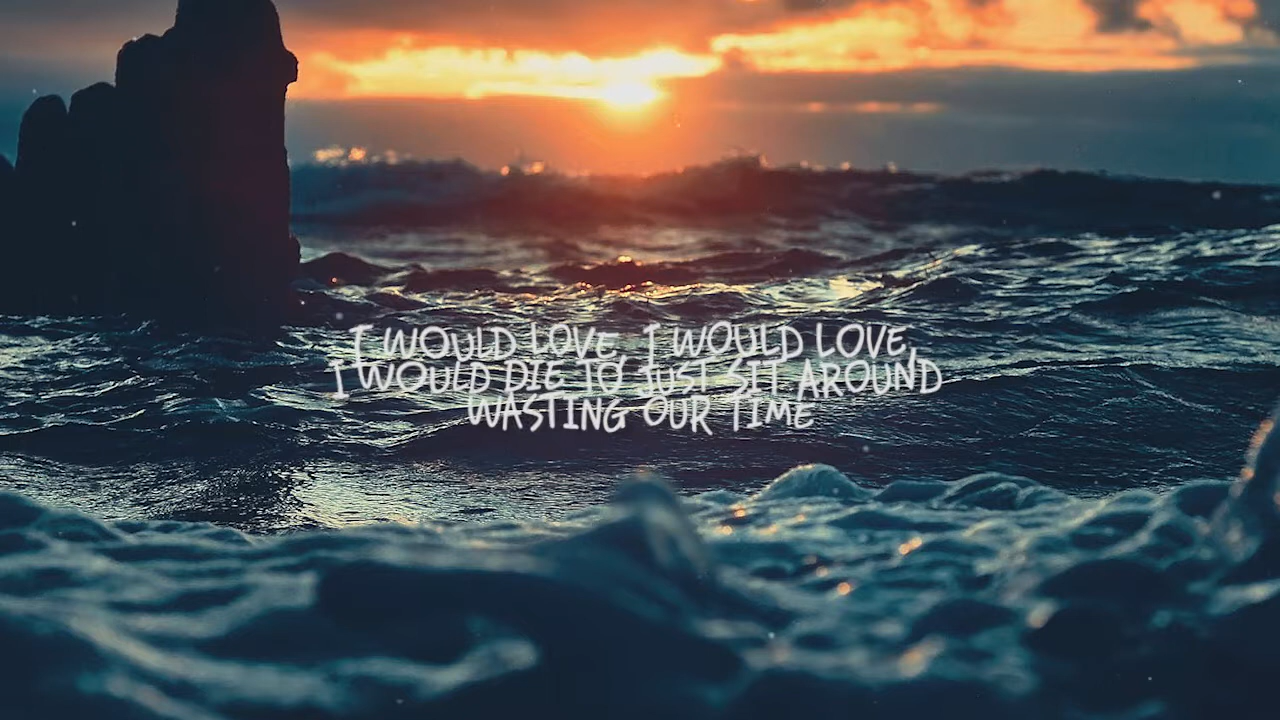 I WOULD LOVE, I WOULD LOVE,
I WOULD DIE TO JUST SIT AROUND
WASTING OUR TIME